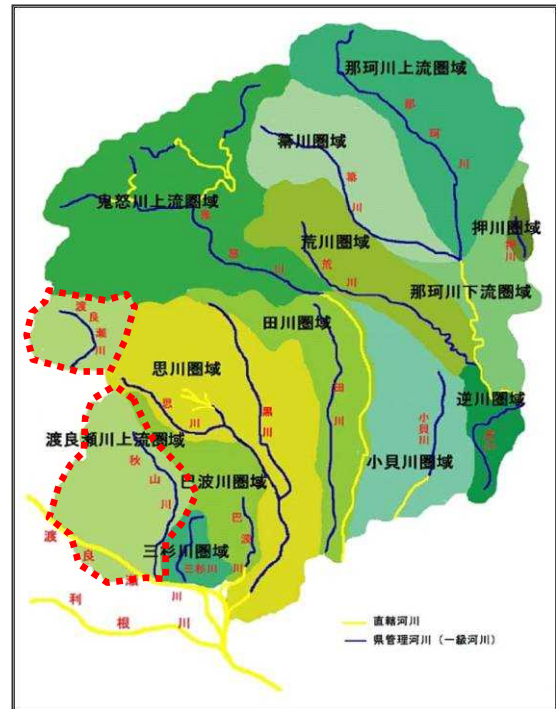 那珂川上流圏域
那珂川
箒川圏域
箒川
鬼怒川上流圏域
鬼怒川
押川圏域
押川
荒川圏域
荒川
那珂川下流圏域
渡良瀬川
田川圏域
田川
思川圏域
思川
黒川
逆川圏域
小貝川
小貝川圏域
渡良瀬川上流圏域
秋山川
巴波川圏域
巴波川
三杉川圏域
三杉川
渡良瀬川
利根川
直轄河川
県管理河川(一級河川)